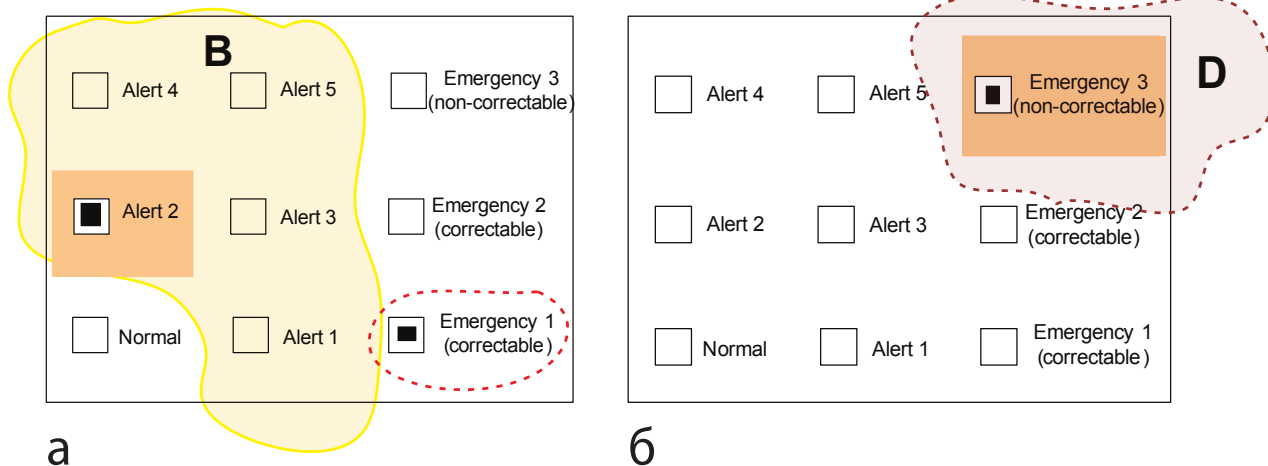 B
Alert 4
Alert 5
Emergency 3
(non-correctable)
Alert 2
Alert 3
Emergency 2
(correctable)
Normal
Alert 1
Emergency 1
(correctable)
а
D
Alert 4
Alert 5
Emergency 3
(non-correctable)
Alert 2
Alert 3
Emergency 2
(correctable)
Normal
Alert 1
Emergency 1
(correctable)
б